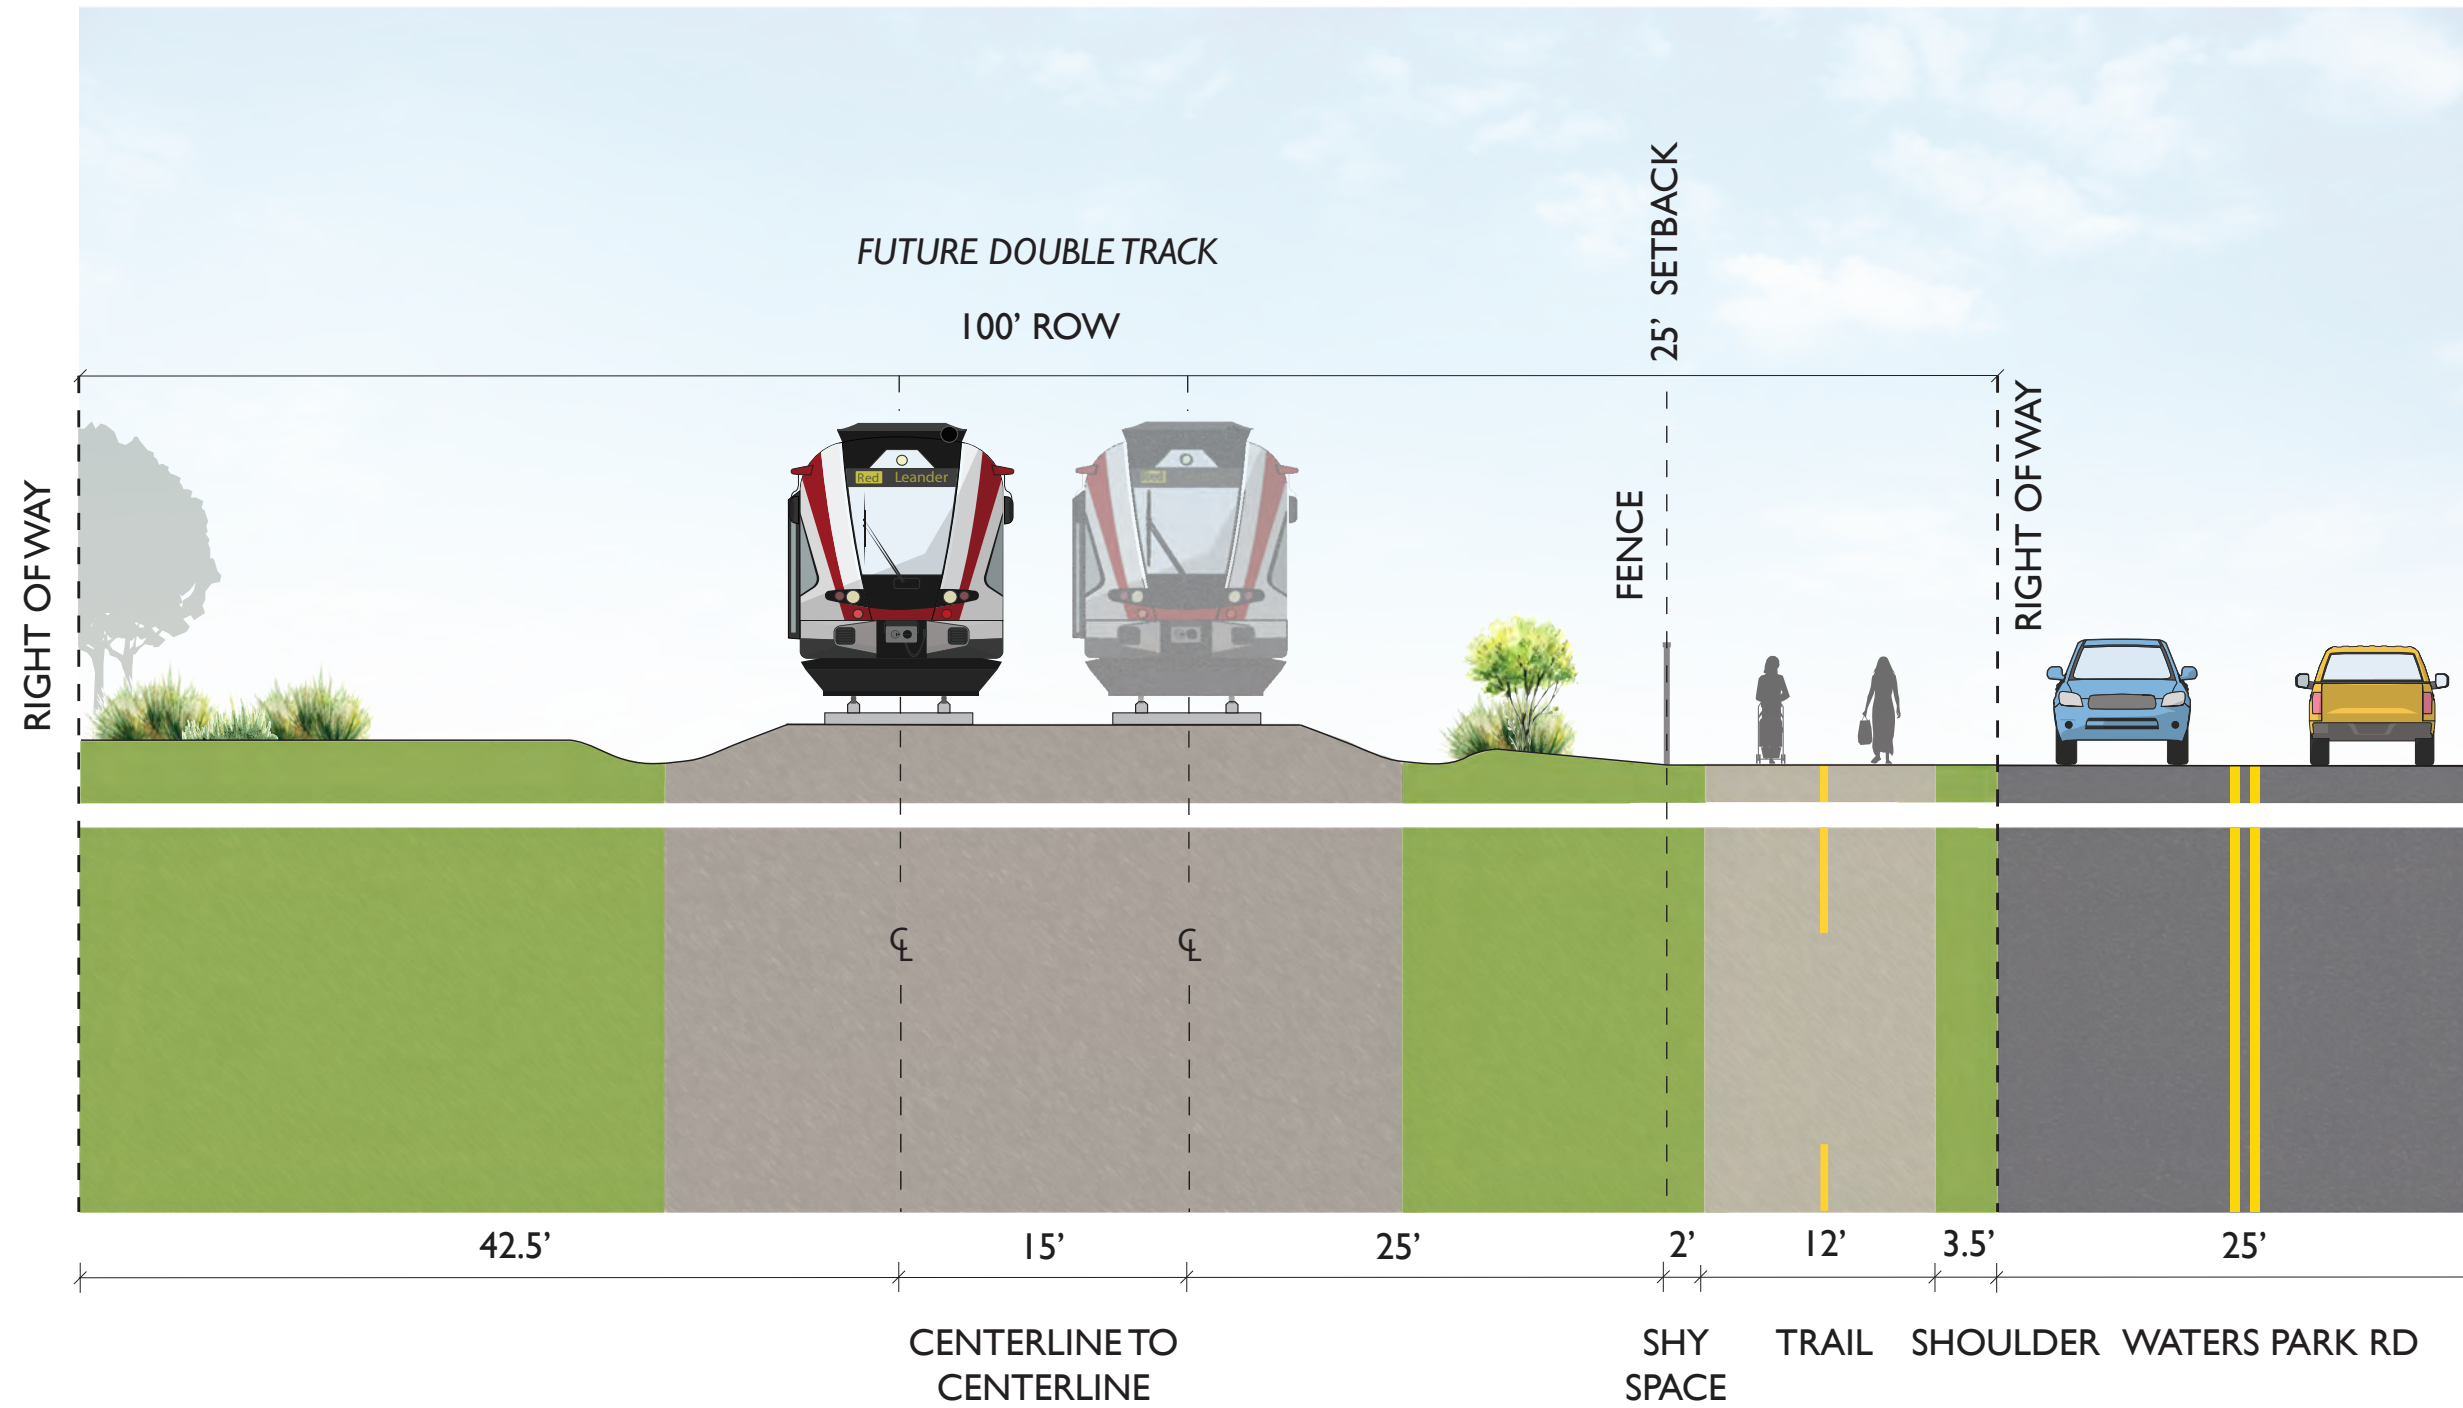 FUTURE DOUBLE TRACK
100’ ROW
25’ SETBACK
RIGHT OF WAY
FENCE
RIGHT OF WAY
Red Leander
Red
℄
℄
42.5’
15’
25’
2’
12’
3.5’
25’
CENTERLINE TO
CENTERLINE
SHY
SPACE
TRAIL
SHOULDER
WATERS PARK RD